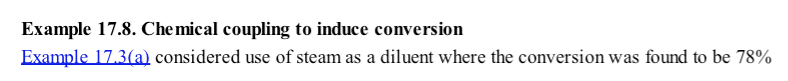 Example 17.8. Chemical coupling to induce conversion
Example 17.3(a) considered use of steam as a diluent where the conversion was found to be 78%